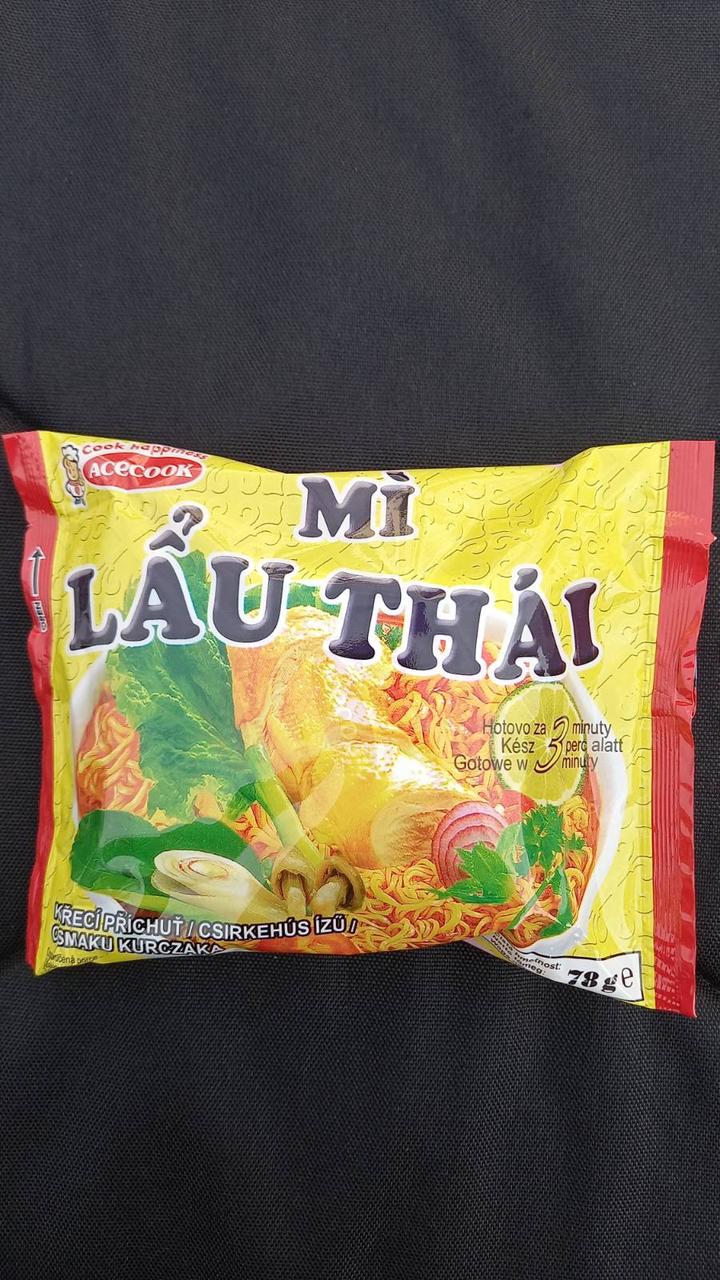 Cook happiness
ACECOOK
MÌ
LẨU THÁI
Hotovo za 3 minuty
Kész 3 perc alatt
Gotowe w 3 minuty
KŘECÍ PŘÍCHUŤ / CSIRKEHÚS ÍZŰ /
O SMAKU KURCZAKA
78 g e